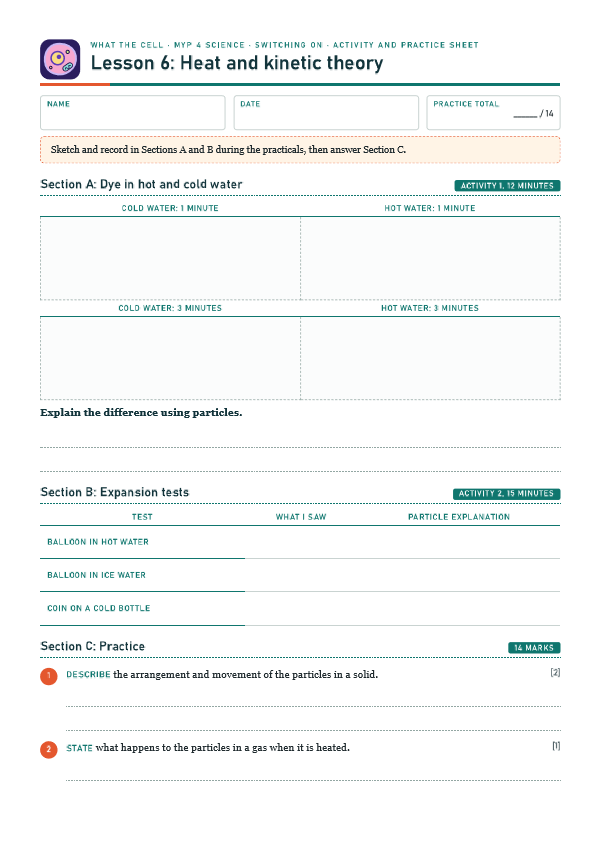 WHAT THE CELL · MYP 4 SCIENCE · SWITCHING ON · ACTIVITY AND PRACTICE SHEET
Lesson 6: Heat and kinetic theory
NAME
DATE
PRACTICE TOTAL
_____ / 14
Sketch and record in Sections A and B during the practicals, then answer Section C.
Section A: Dye in hot and cold water
ACTIVITY 1, 12 MINUTES
COLD WATER: 1 MINUTE
HOT WATER: 1 MINUTE
COLD WATER: 3 MINUTES
HOT WATER: 3 MINUTES
Explain the difference using particles.
Section B: Expansion tests
ACTIVITY 2, 15 MINUTES
TEST
WHAT I SAW
PARTICLE EXPLANATION
BALLOON IN HOT WATER
BALLOON IN ICE WATER
COIN ON A COLD BOTTLE
Section C: Practice
14 MARKS
1 DESCRIBE the arrangement and movement of the particles in a solid. [2]
2 STATE what happens to the particles in a gas when it is heated. [1]